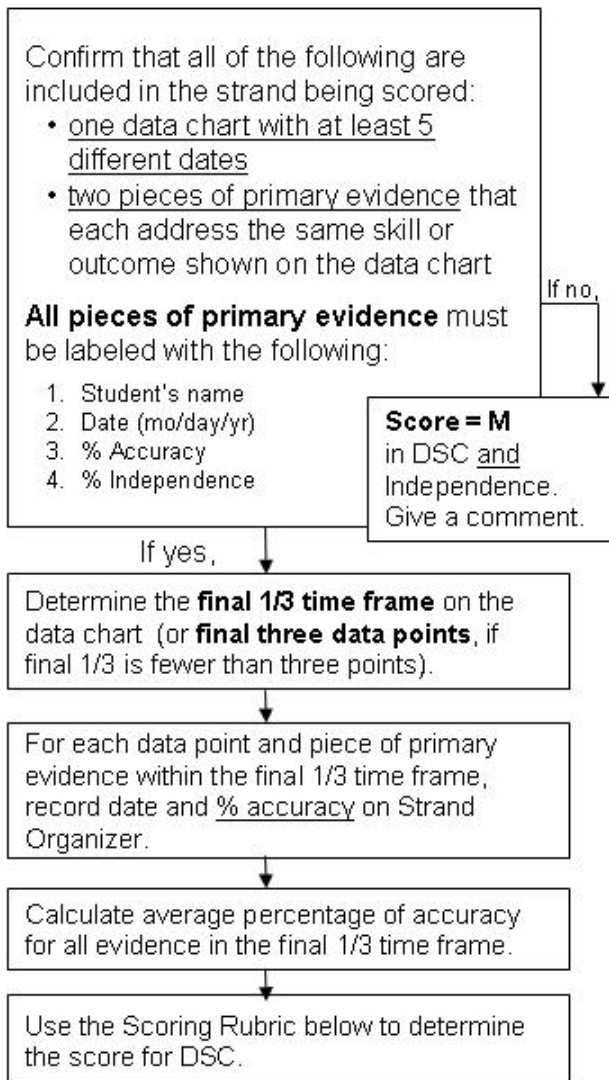 Confirm that all of the following are
included in the strand being scored:
• one data chart with at least 5
different dates
• two pieces of primary evidence that
each address the same skill or
outcome shown on the data chart
All pieces of primary evidence must
be labeled with the following:
1. Student's name
2. Date (mo/day/yr)
3. % Accuracy
4. % Independence
If no,
Score = M
in DSC and
Independence.
Give a comment.
If yes,
Determine the final 1/3 time frame on the
data chart (or final three data points, if
final 1/3 is fewer than three points).
For each data point and piece of primary
evidence within the final 1/3 time frame,
record date and % accuracy on Strand
Organizer.
Calculate average percentage of accuracy
for all evidence in the final 1/3 time frame.
Use the Scoring Rubric below to determine
the score for DSC.